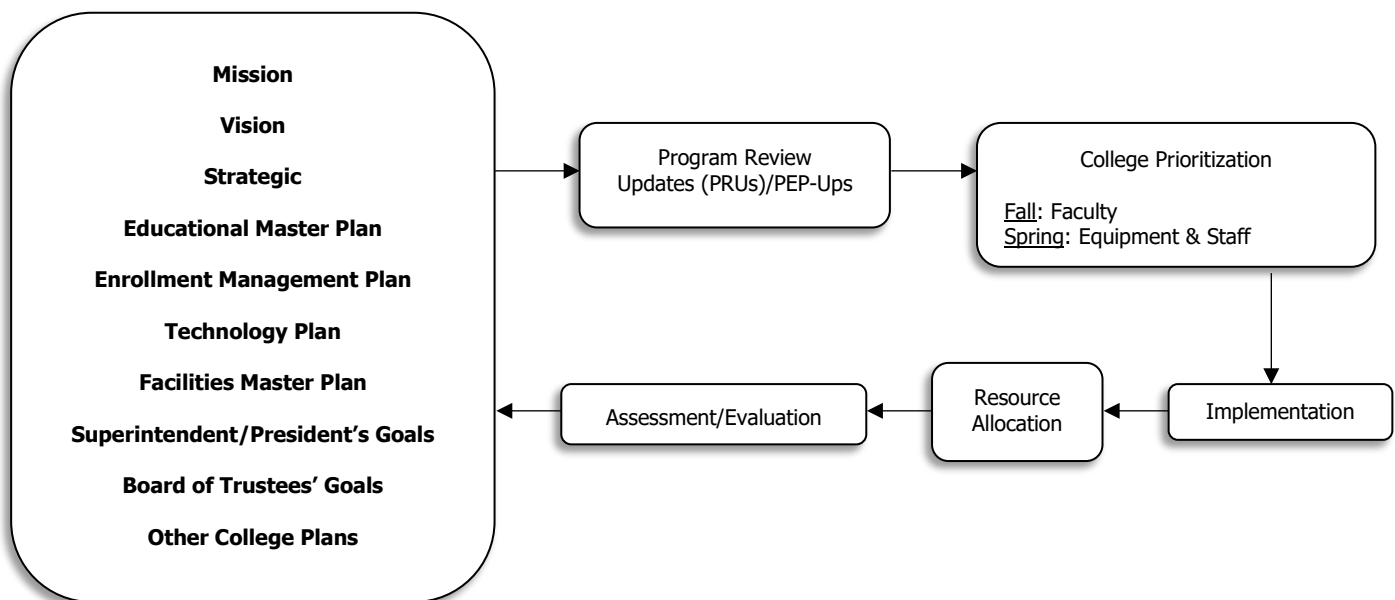 Mission
Vision
Strategic
Educational Master Plan
Enrollment Management Plan
Technology Plan
Facilities Master Plan
Superintendent/President's Goals
Board of Trustees' Goals
Other College Plans
Program Review
Updates (PRUs)/PEP-Ups
College Prioritization
Fall: Faculty
Spring: Equipment & Staff
Implementation
Resource
Allocation
Assessment/Evaluation